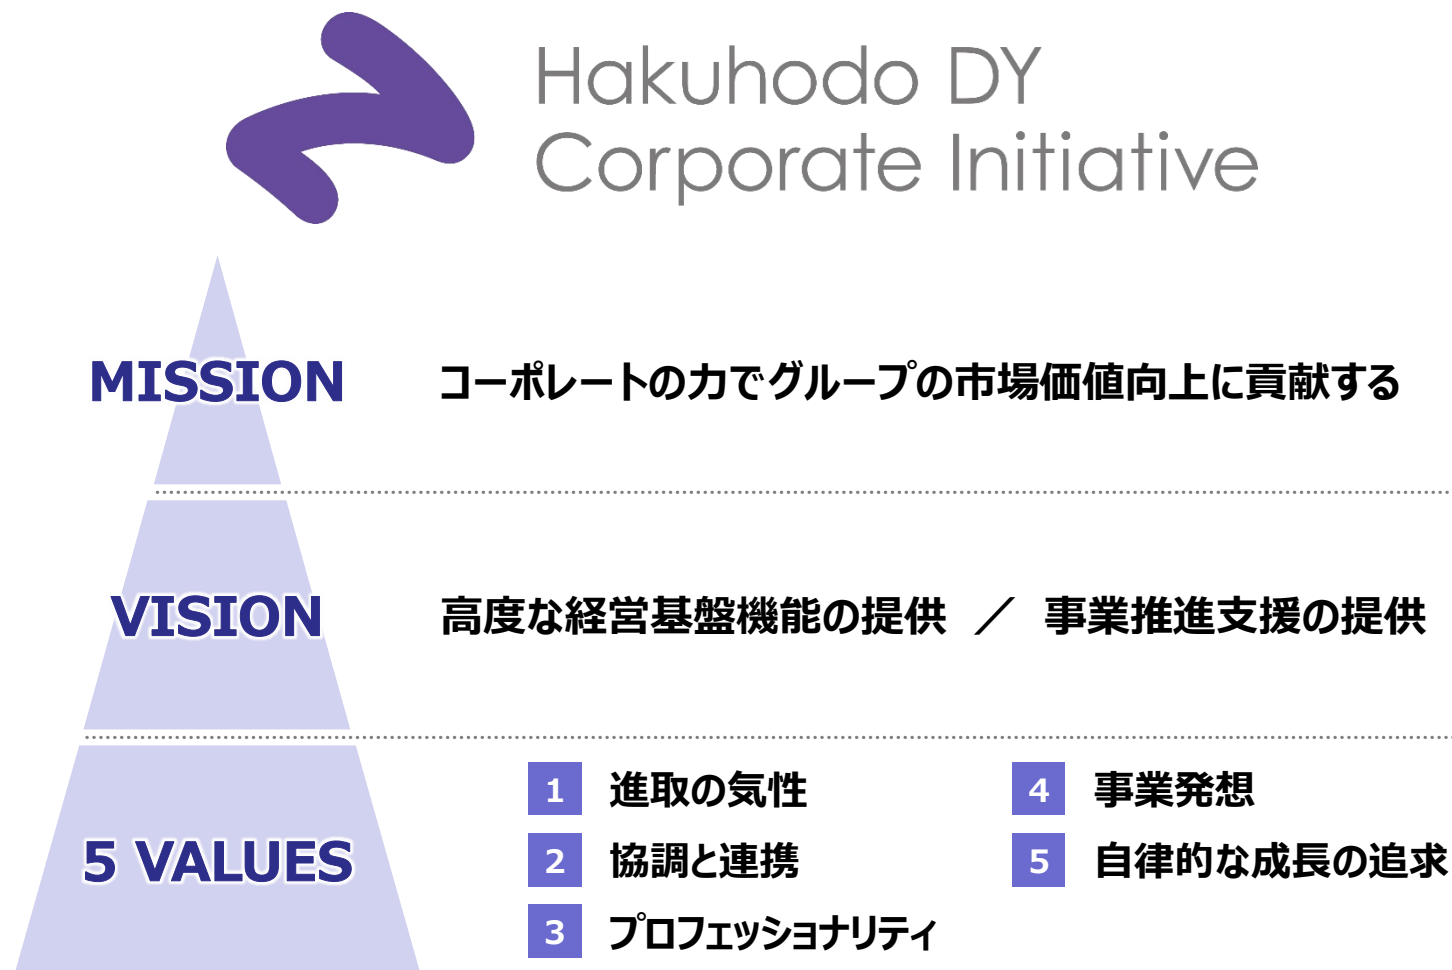 Hakuhodo DY
Corporate Initiative
MISSION
コーポレートの力でグループの市場価値向上に貢献する
VISION
高度な経営基盤機能の提供 ／ 事業推進支援の提供
5 VALUES
1 進取の気性
2 協調と連携
3 プロフェッショナリティ
4 事業発想
5 自律的な成長の追求